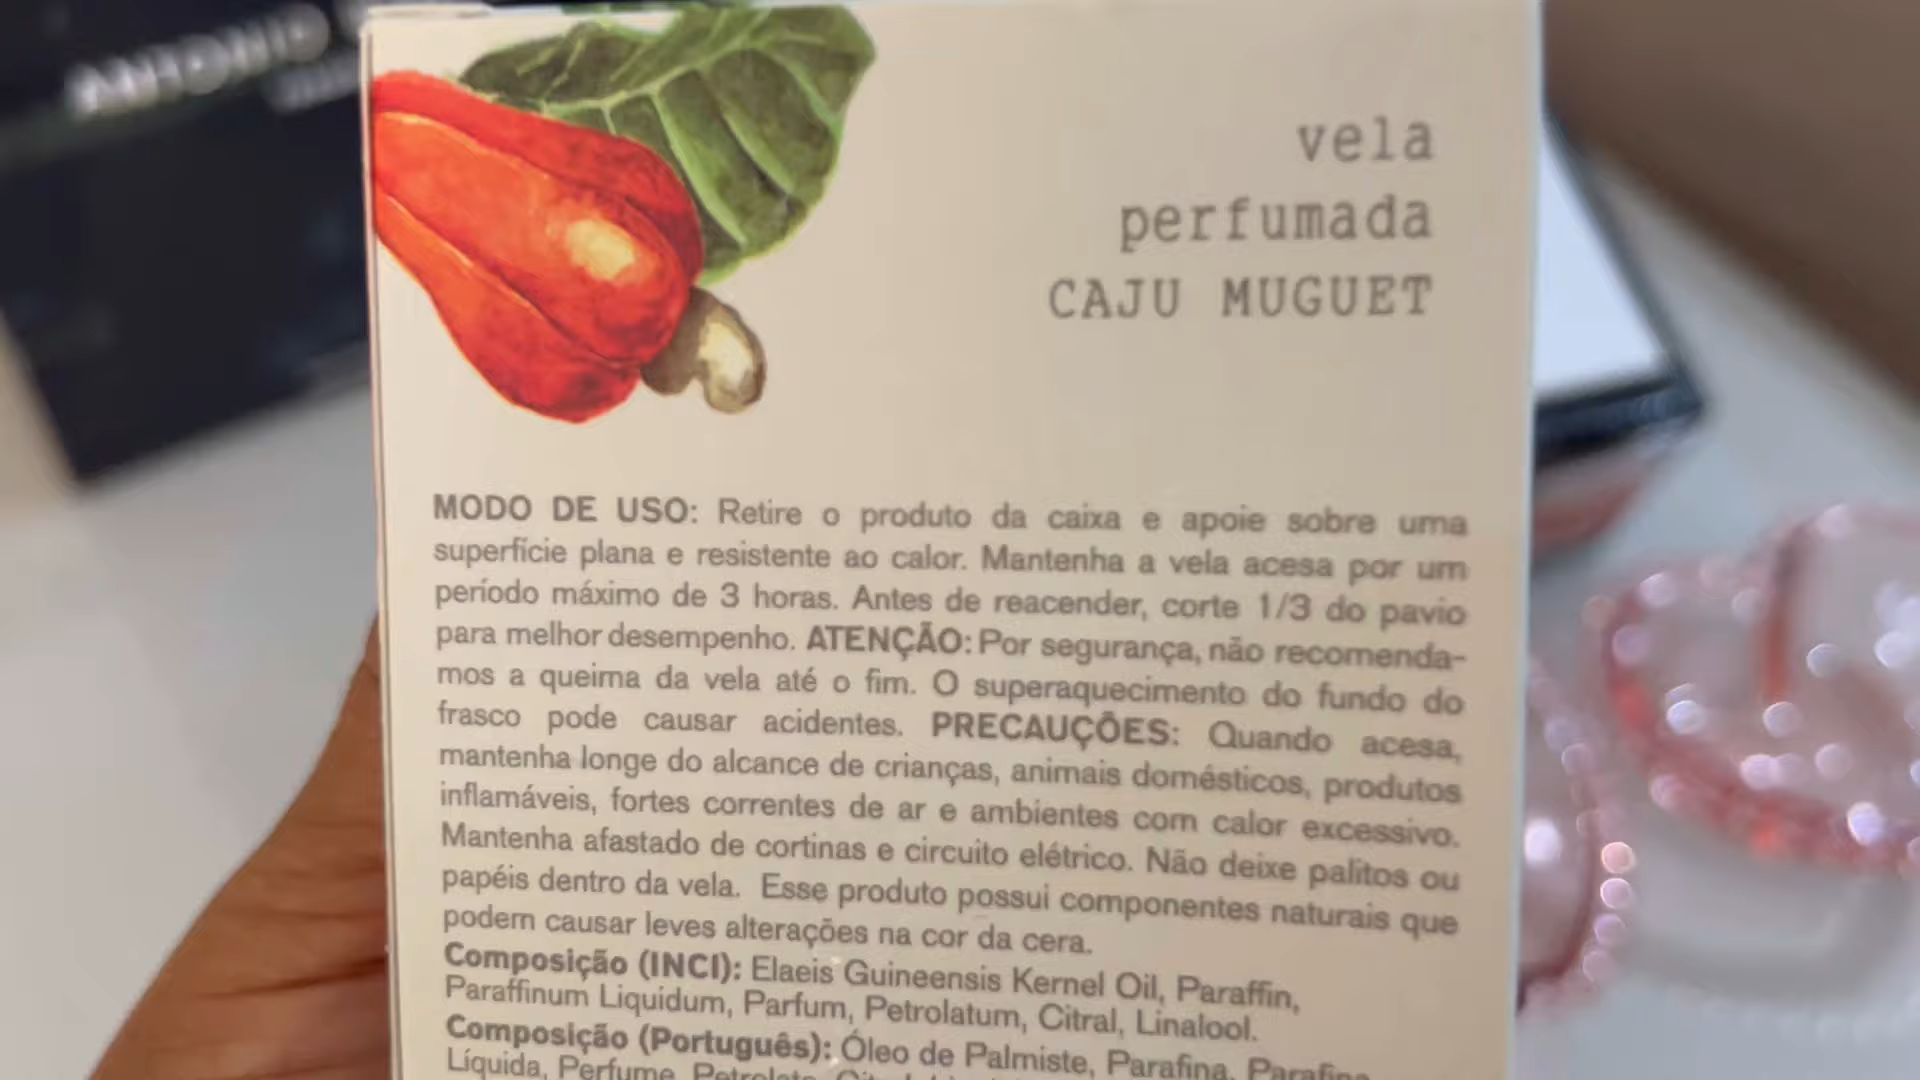 ANTONIO
vela
perfumada
CAJU MUGUET
MODO DE USO: Retire o produto da caixa e apoie sobre uma
superfície plana e resistente ao calor. Mantenha a vela acesa por um
período máximo de 3 horas. Antes de reacender, corte 1/3 do pavio
para melhor desempenho. ATENÇÃO: Por segurança, não recomenda-
mos a queima da vela até o fim. O superaquecimento do fundo do
frasco pode causar acidentes. PRECAUÇÕES: Quando acesa,
mantenha longe do alcance de crianças, animais domésticos, produtos
inflamáveis, fortes correntes de ar e ambientes com calor excessivo.
Mantenha afastado de cortinas e circuito elétrico. Não deixe palitos ou
papéis dentro da vela. Esse produto possui componentes naturais que
podem causar leves alterações na cor da cera.
Composição (INCI): Elaeis Guineensis Kernel Oil, Paraffin,
Paraffinum Liquidum, Parfum, Petrolatum, Citral, Linalool.
Composição (Português): Óleo de Palmiste, Parafina, Parafina
Líquida, Perfume,